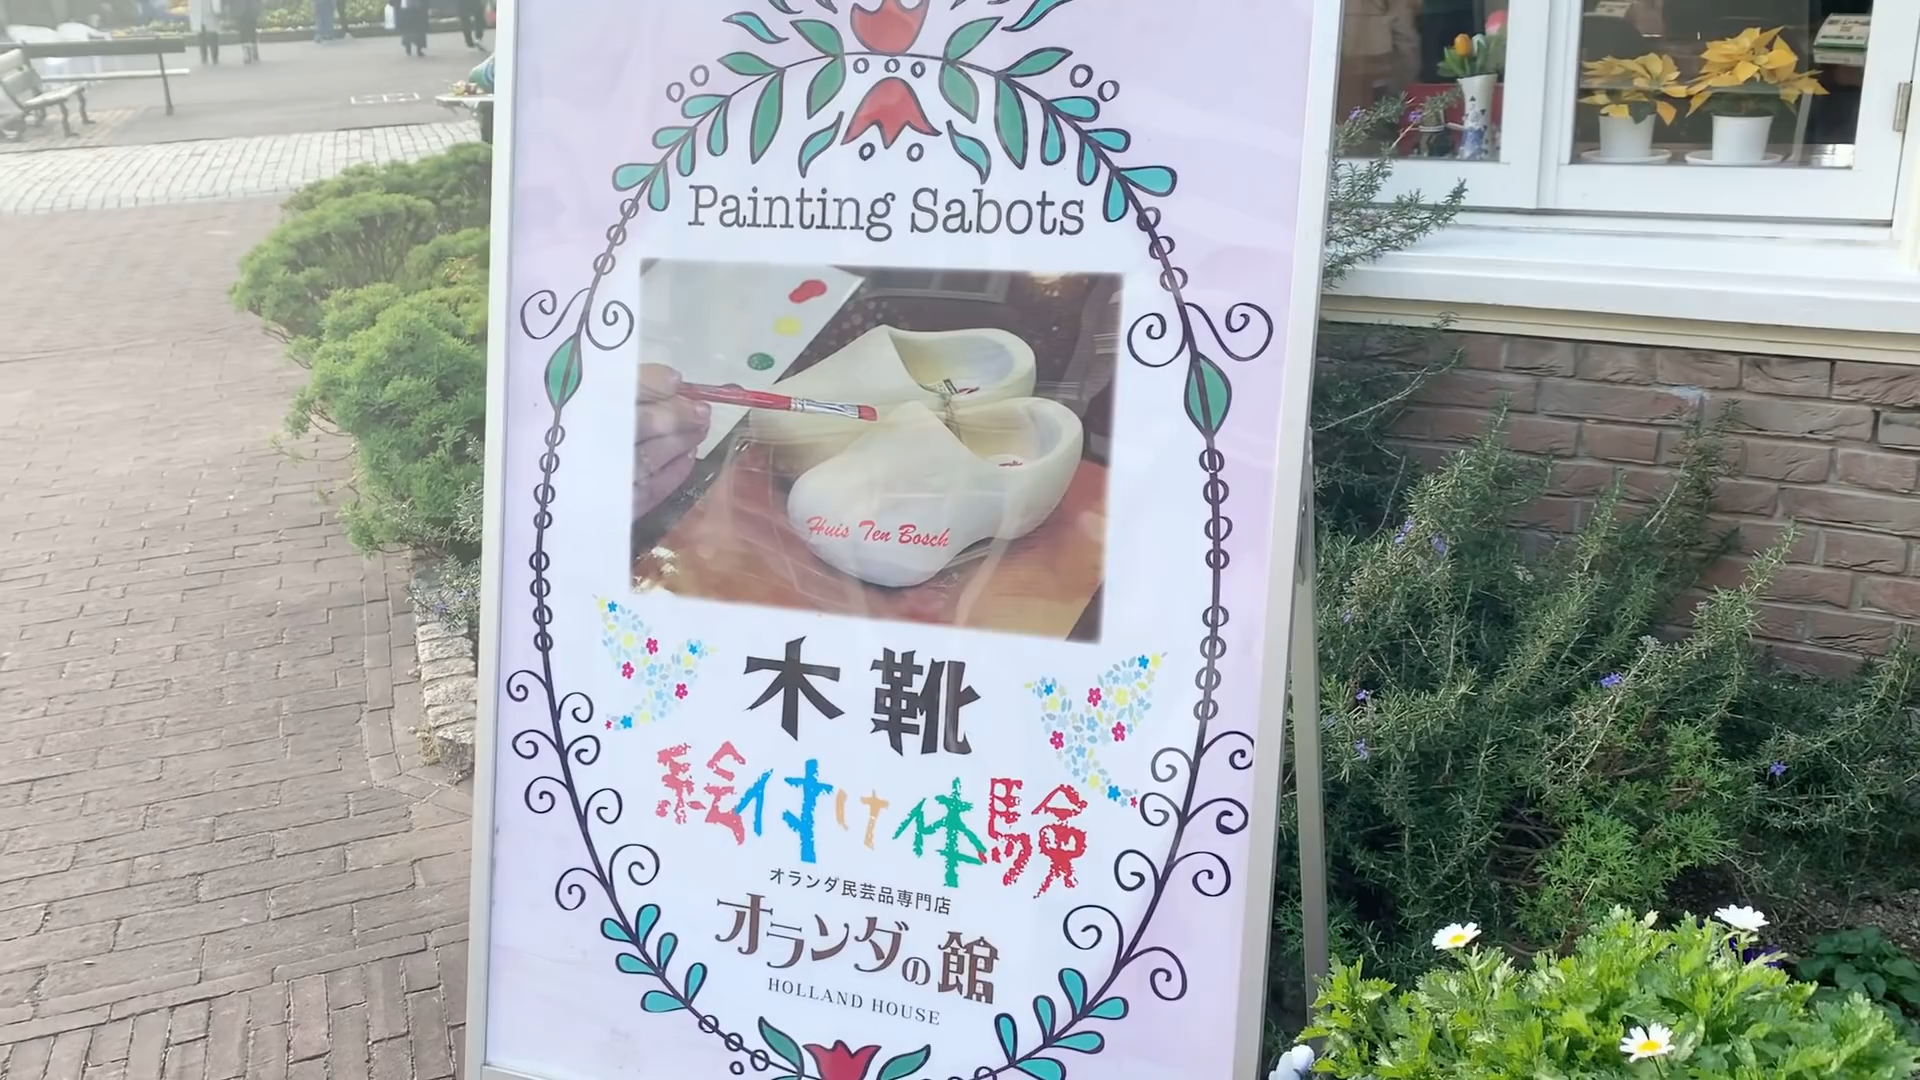 Painting Sabots
Huis Ten Bosch
木靴
絵付け体験
オランダ民芸品専門店
オランダの館
HOLLAND HOUSE